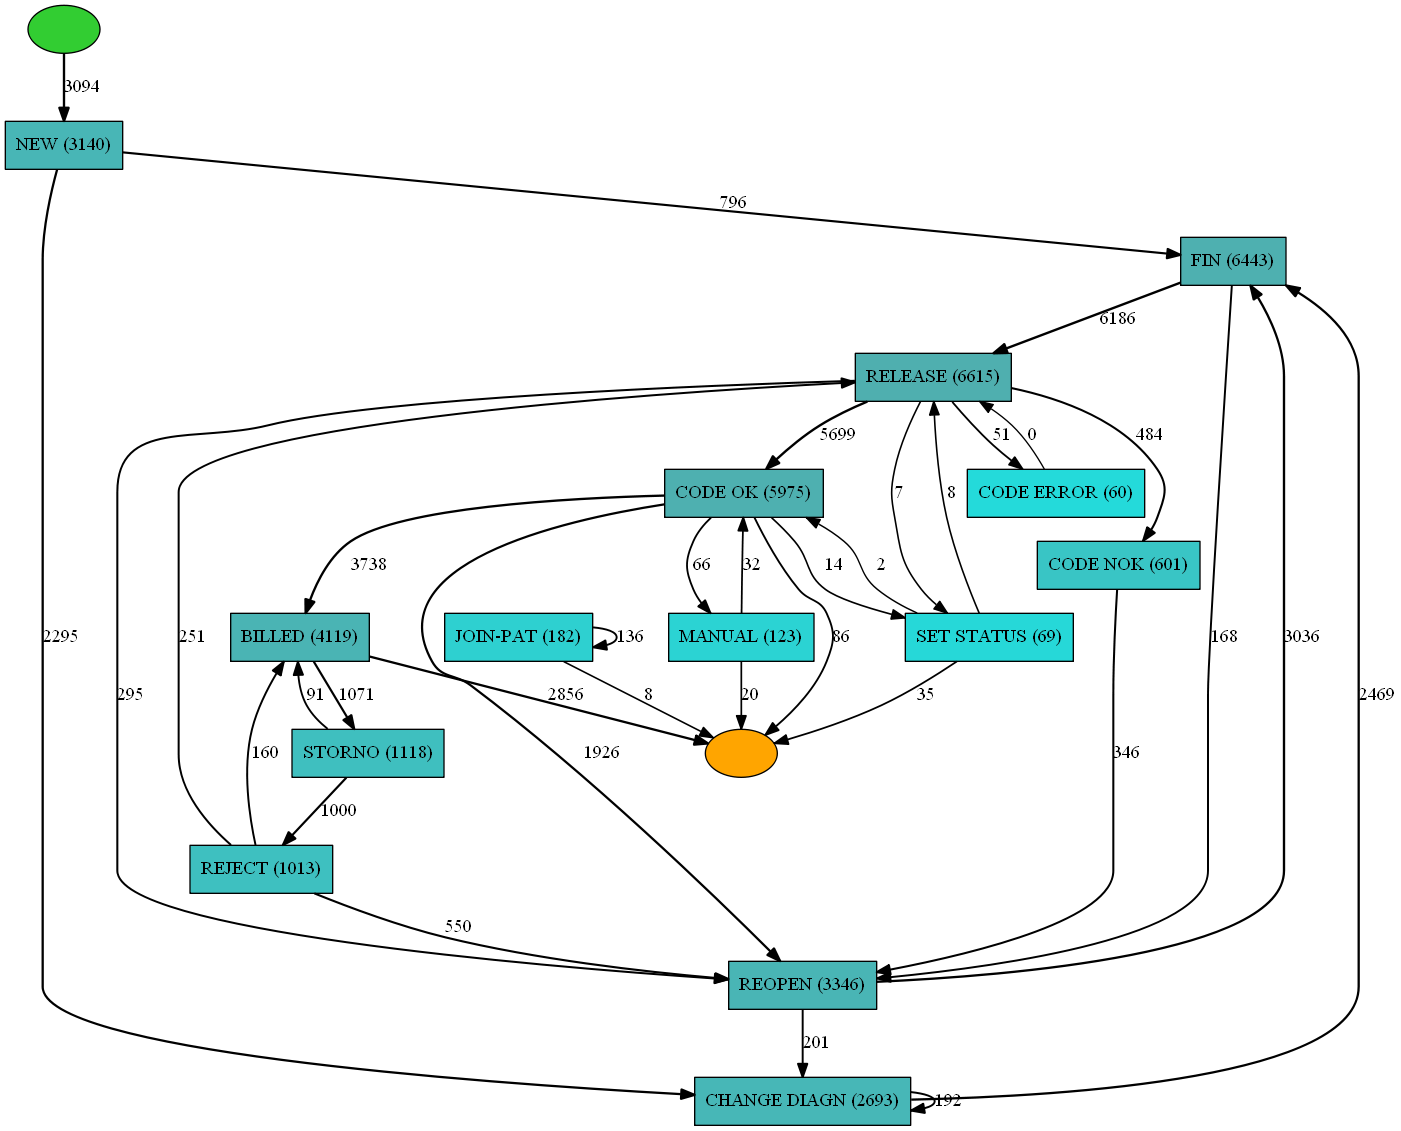 3094
NEW (3140)
796
FIN (6443)
6186
RELEASE (6615)
5699
7
8
51
0
484
CODE OK (5975)
CODE ERROR (60)
3738
66
32
14
2
CODE NOK (601)
2295
251
BILLED (4119)
JOIN-PAT (182)
136
MANUAL (123)
86
SET STATUS (69)
168
3036
295
91
1071
2856
8
20
35
2469
160
STORNO (1118)
1926
346
1000
REJECT (1013)
550
REOPEN (3346)
201
CHANGE DIAGN (2693)
192